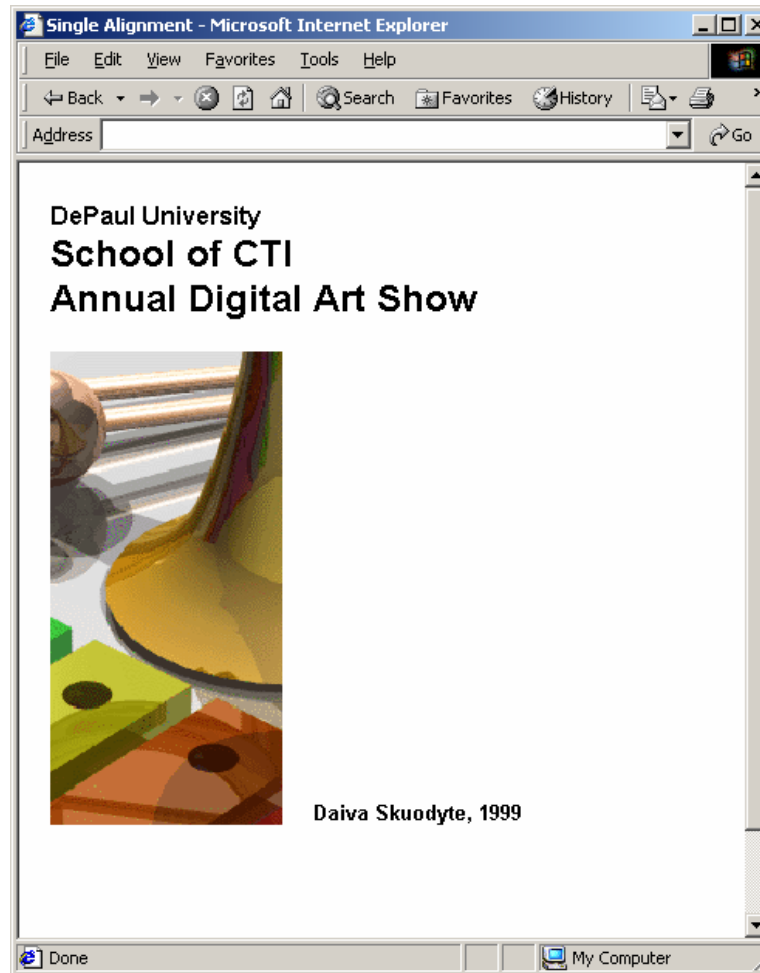 Single Alignment - Microsoft Internet Explorer
File Edit View Favorites Tools Help
Back Search Favorites History
Address Go
DePaul University
School of CTI
Annual Digital Art Show
Daiva Skuodyte, 1999
Done My Computer